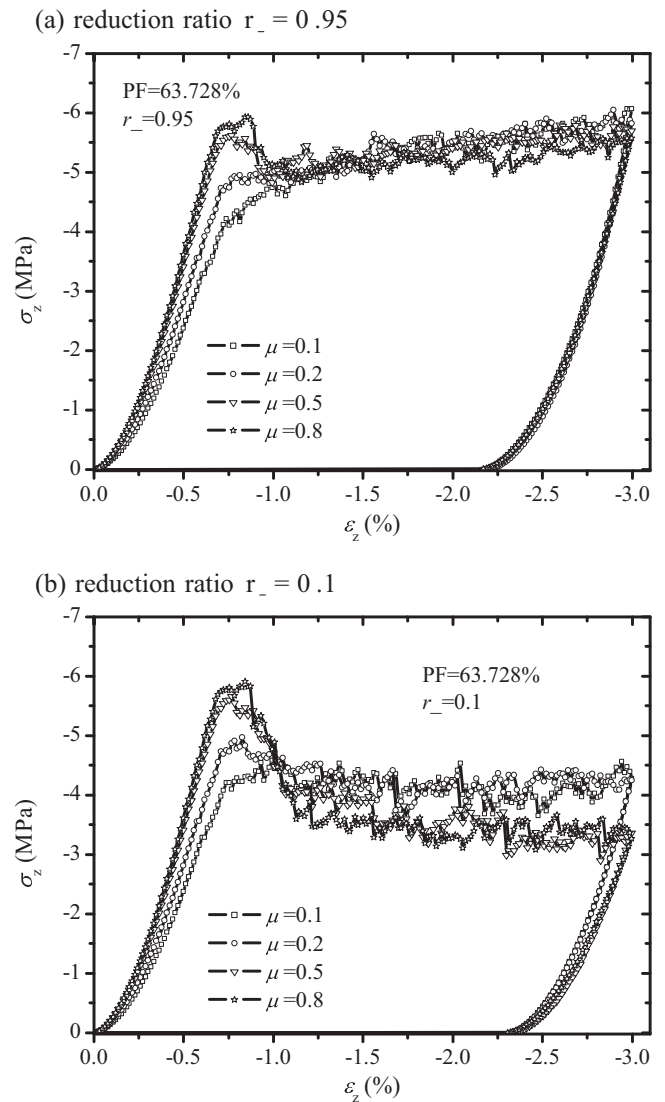 (a) reduction ratio r_ = 0 .95
-7
-6
-5
-4
-3
-2
-1
0
σz (MPa)
PF=63.728%
r_=0.95
μ =0.1
μ =0.2
μ =0.5
μ =0.8
0.0 -0.5 -1.0 -1.5 -2.0 -2.5 -3.0
εz (%)
(b) reduction ratio r_ = 0 .1
-7
-6
-5
-4
-3
-2
-1
0
σz (MPa)
PF=63.728%
r_=0.1
μ =0.1
μ =0.2
μ =0.5
μ =0.8
0.0 -0.5 -1.0 -1.5 -2.0 -2.5 -3.0
εz (%)